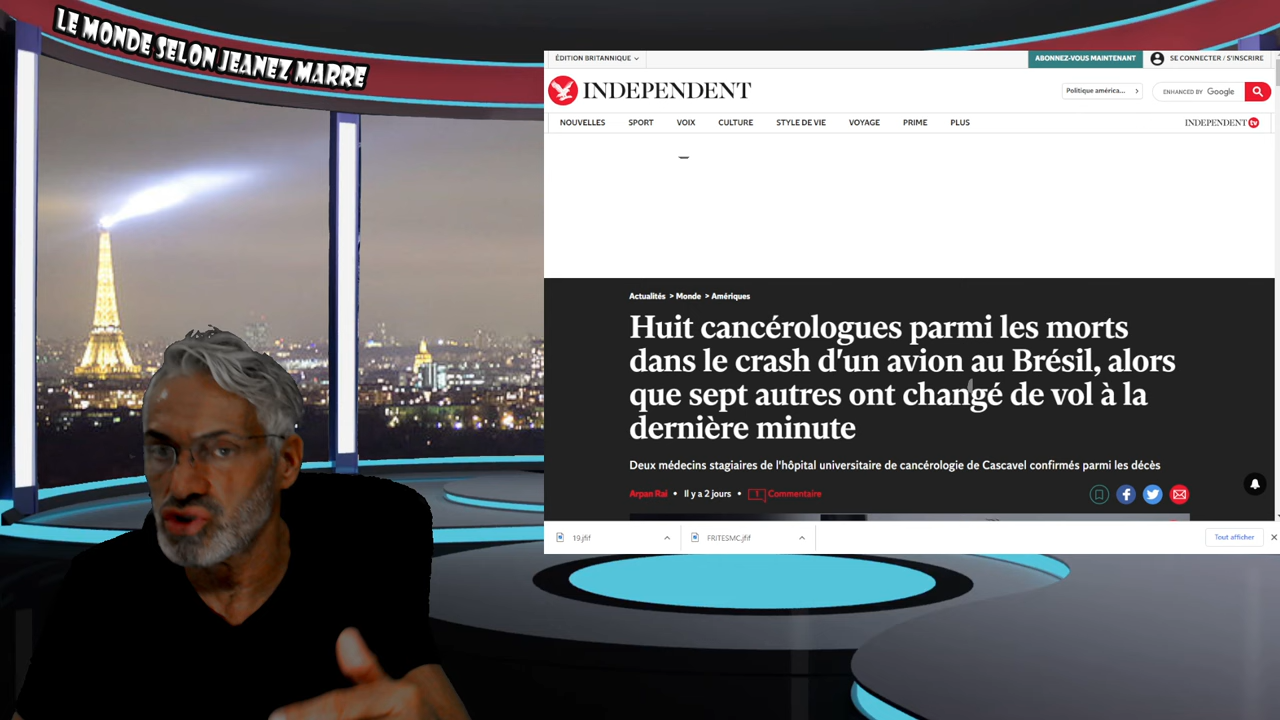 LE MONDE SELON JEANEZ MARRE
ÉDITION BRITANNIQUE
ABONNEZ-VOUS MAINTENANT
SE CONNECTER / S'INSCRIRE
INDEPENDENT
Politique américa...
ENHANCED BY Google
NOUVELLES SPORT VOIX CULTURE STYLE DE VIE VOYAGE PRIME PLUS
INDEPENDENT tv
Actualités > Monde > Amériques
Huit cancérologues parmi les morts
dans le crash d'un avion au Brésil, alors
que sept autres ont changé de vol à la
dernière minute
Deux médecins stagiaires de l'hôpital universitaire de cancérologie de Cascavel confirmés parmi les décès
Arpan Rai • Il y a 2 jours • 1 Commentaire
19.jfif
FRITESMC.jfif
Tout afficher